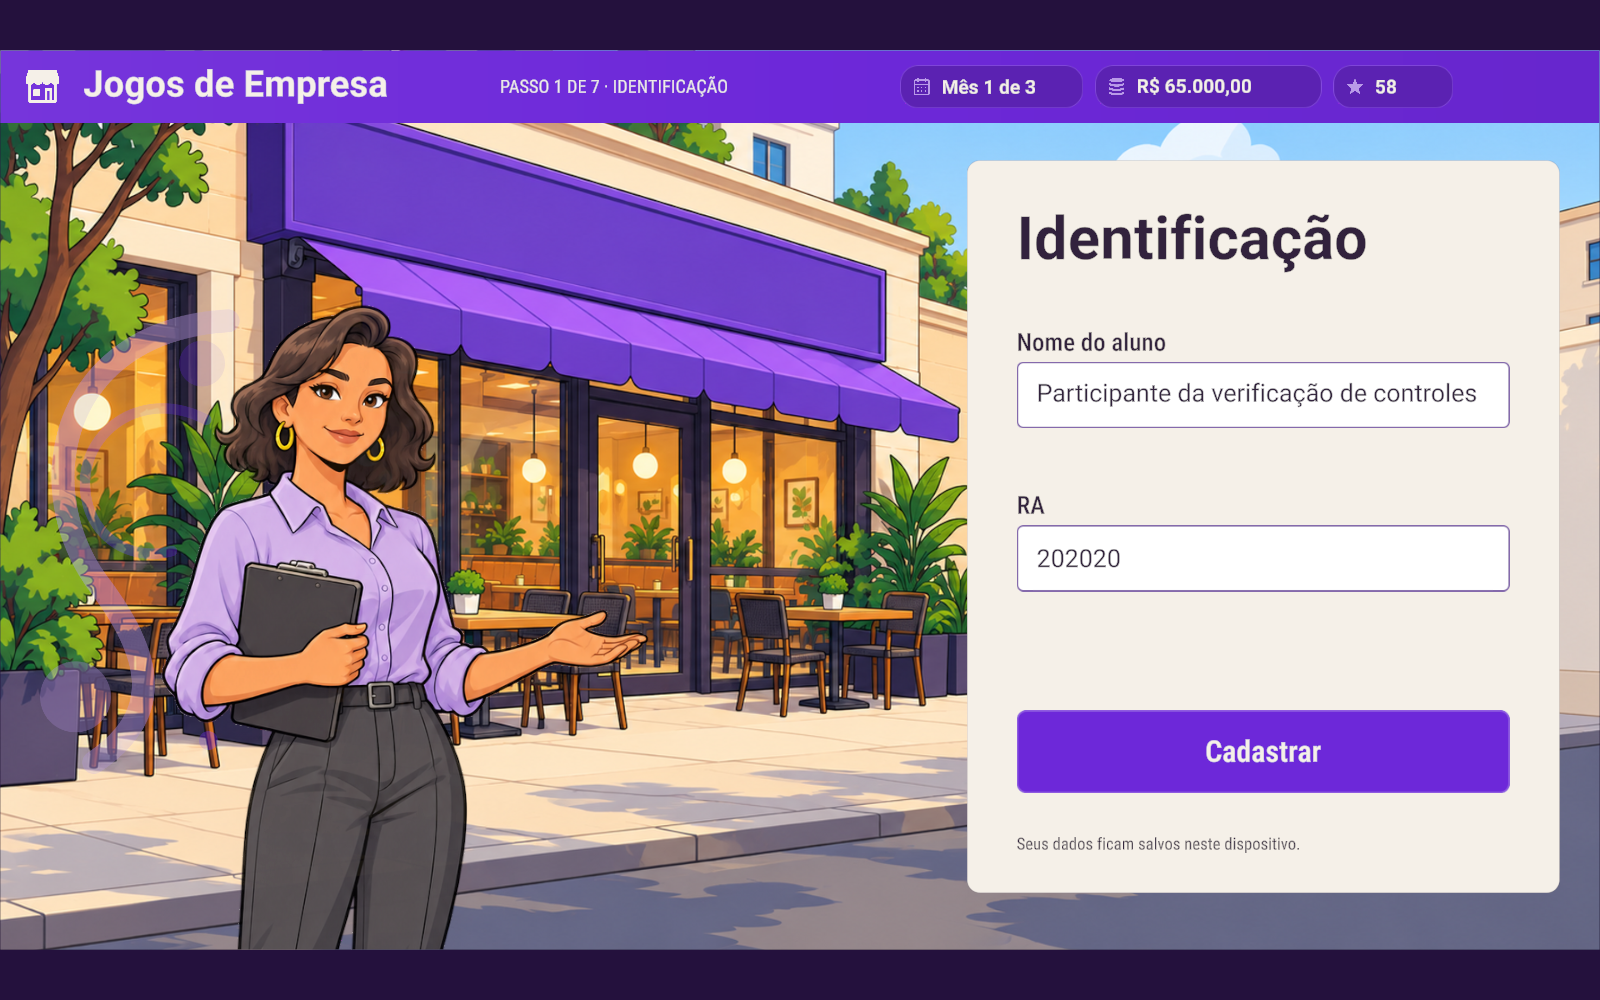 Jogos de Empresa
PASSO 1 DE 7 · IDENTIFICAÇÃO
Mês 1 de 3
R$ 65.000,00
58
Identificação
Nome do aluno
Participante da verificação de controles
RA
202020
Cadastrar
Seus dados ficam salvos neste dispositivo.